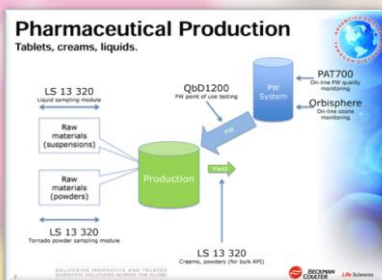 Pharmaceutical Production
Tablets, creams, liquids.
LS 13 320
Liquid sampling module
QbD1200
PW point of use testing
PW
System
PAT700
On-line PW quality
monitoring
Orbisphere
On-line ozone
monitoring
Raw
materials
(suspensions)
PW
Production
Yield
Raw
materials
(powders)
LS 13 320
Tornado powder sampling module
LS 13 320
Creams, powders (for bulk API)
DELIVERING INNOVATIVE AND TRUSTED
SCIENTIFIC SOLUTIONS ACROSS THE GLOBE
BECKMAN
COULTER
Life Sciences